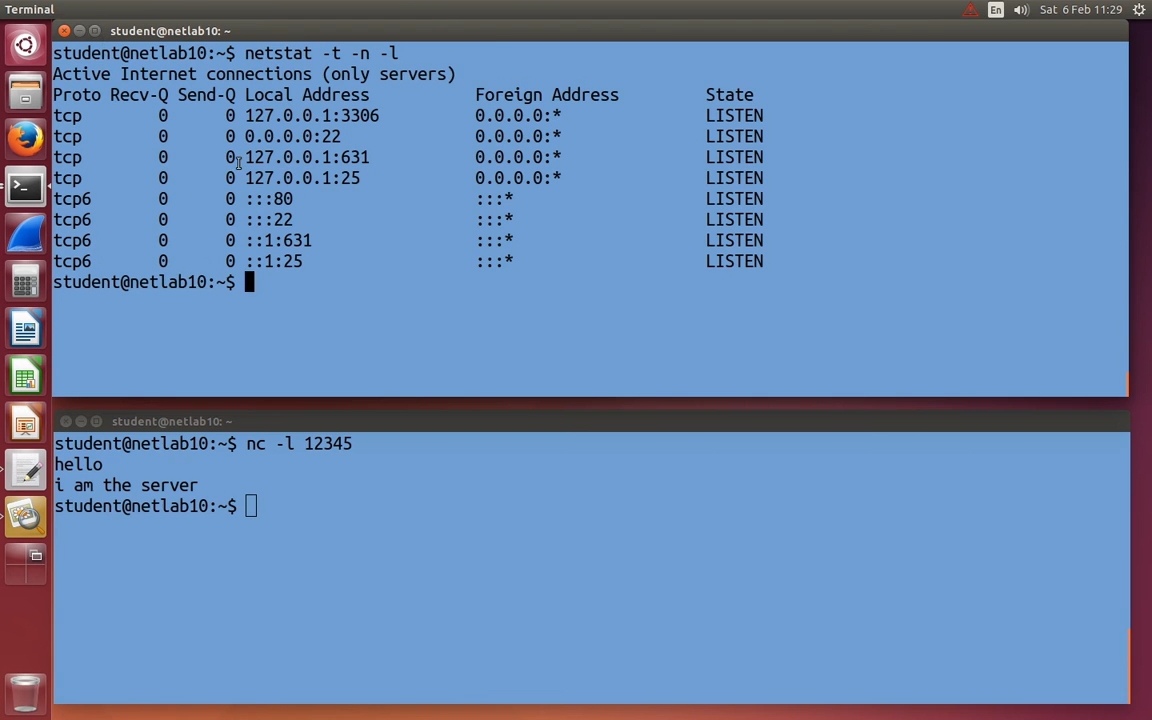 Terminal
En
Sat 6 Feb 11:29
student@netlab10: ~
student@netlab10:~$ netstat -t -n -l
Active Internet connections (only servers)
Proto Recv-Q Send-Q Local Address Foreign Address State
tcp 0 0 127.0.0.1:3306 0.0.0.0:* LISTEN
tcp 0 0 0.0.0.0:22 0.0.0.0:* LISTEN
tcp 0 0 127.0.0.1:631 0.0.0.0:* LISTEN
tcp 0 0 127.0.0.1:25 0.0.0.0:* LISTEN
tcp6 0 0 :::80 :::* LISTEN
tcp6 0 0 :::22 :::* LISTEN
tcp6 0 0 ::1:631 :::* LISTEN
tcp6 0 0 ::1:25 :::* LISTEN
student@netlab10:~$
student@netlab10: ~
student@netlab10:~$ nc -l 12345
hello
i am the server
student@netlab10:~$